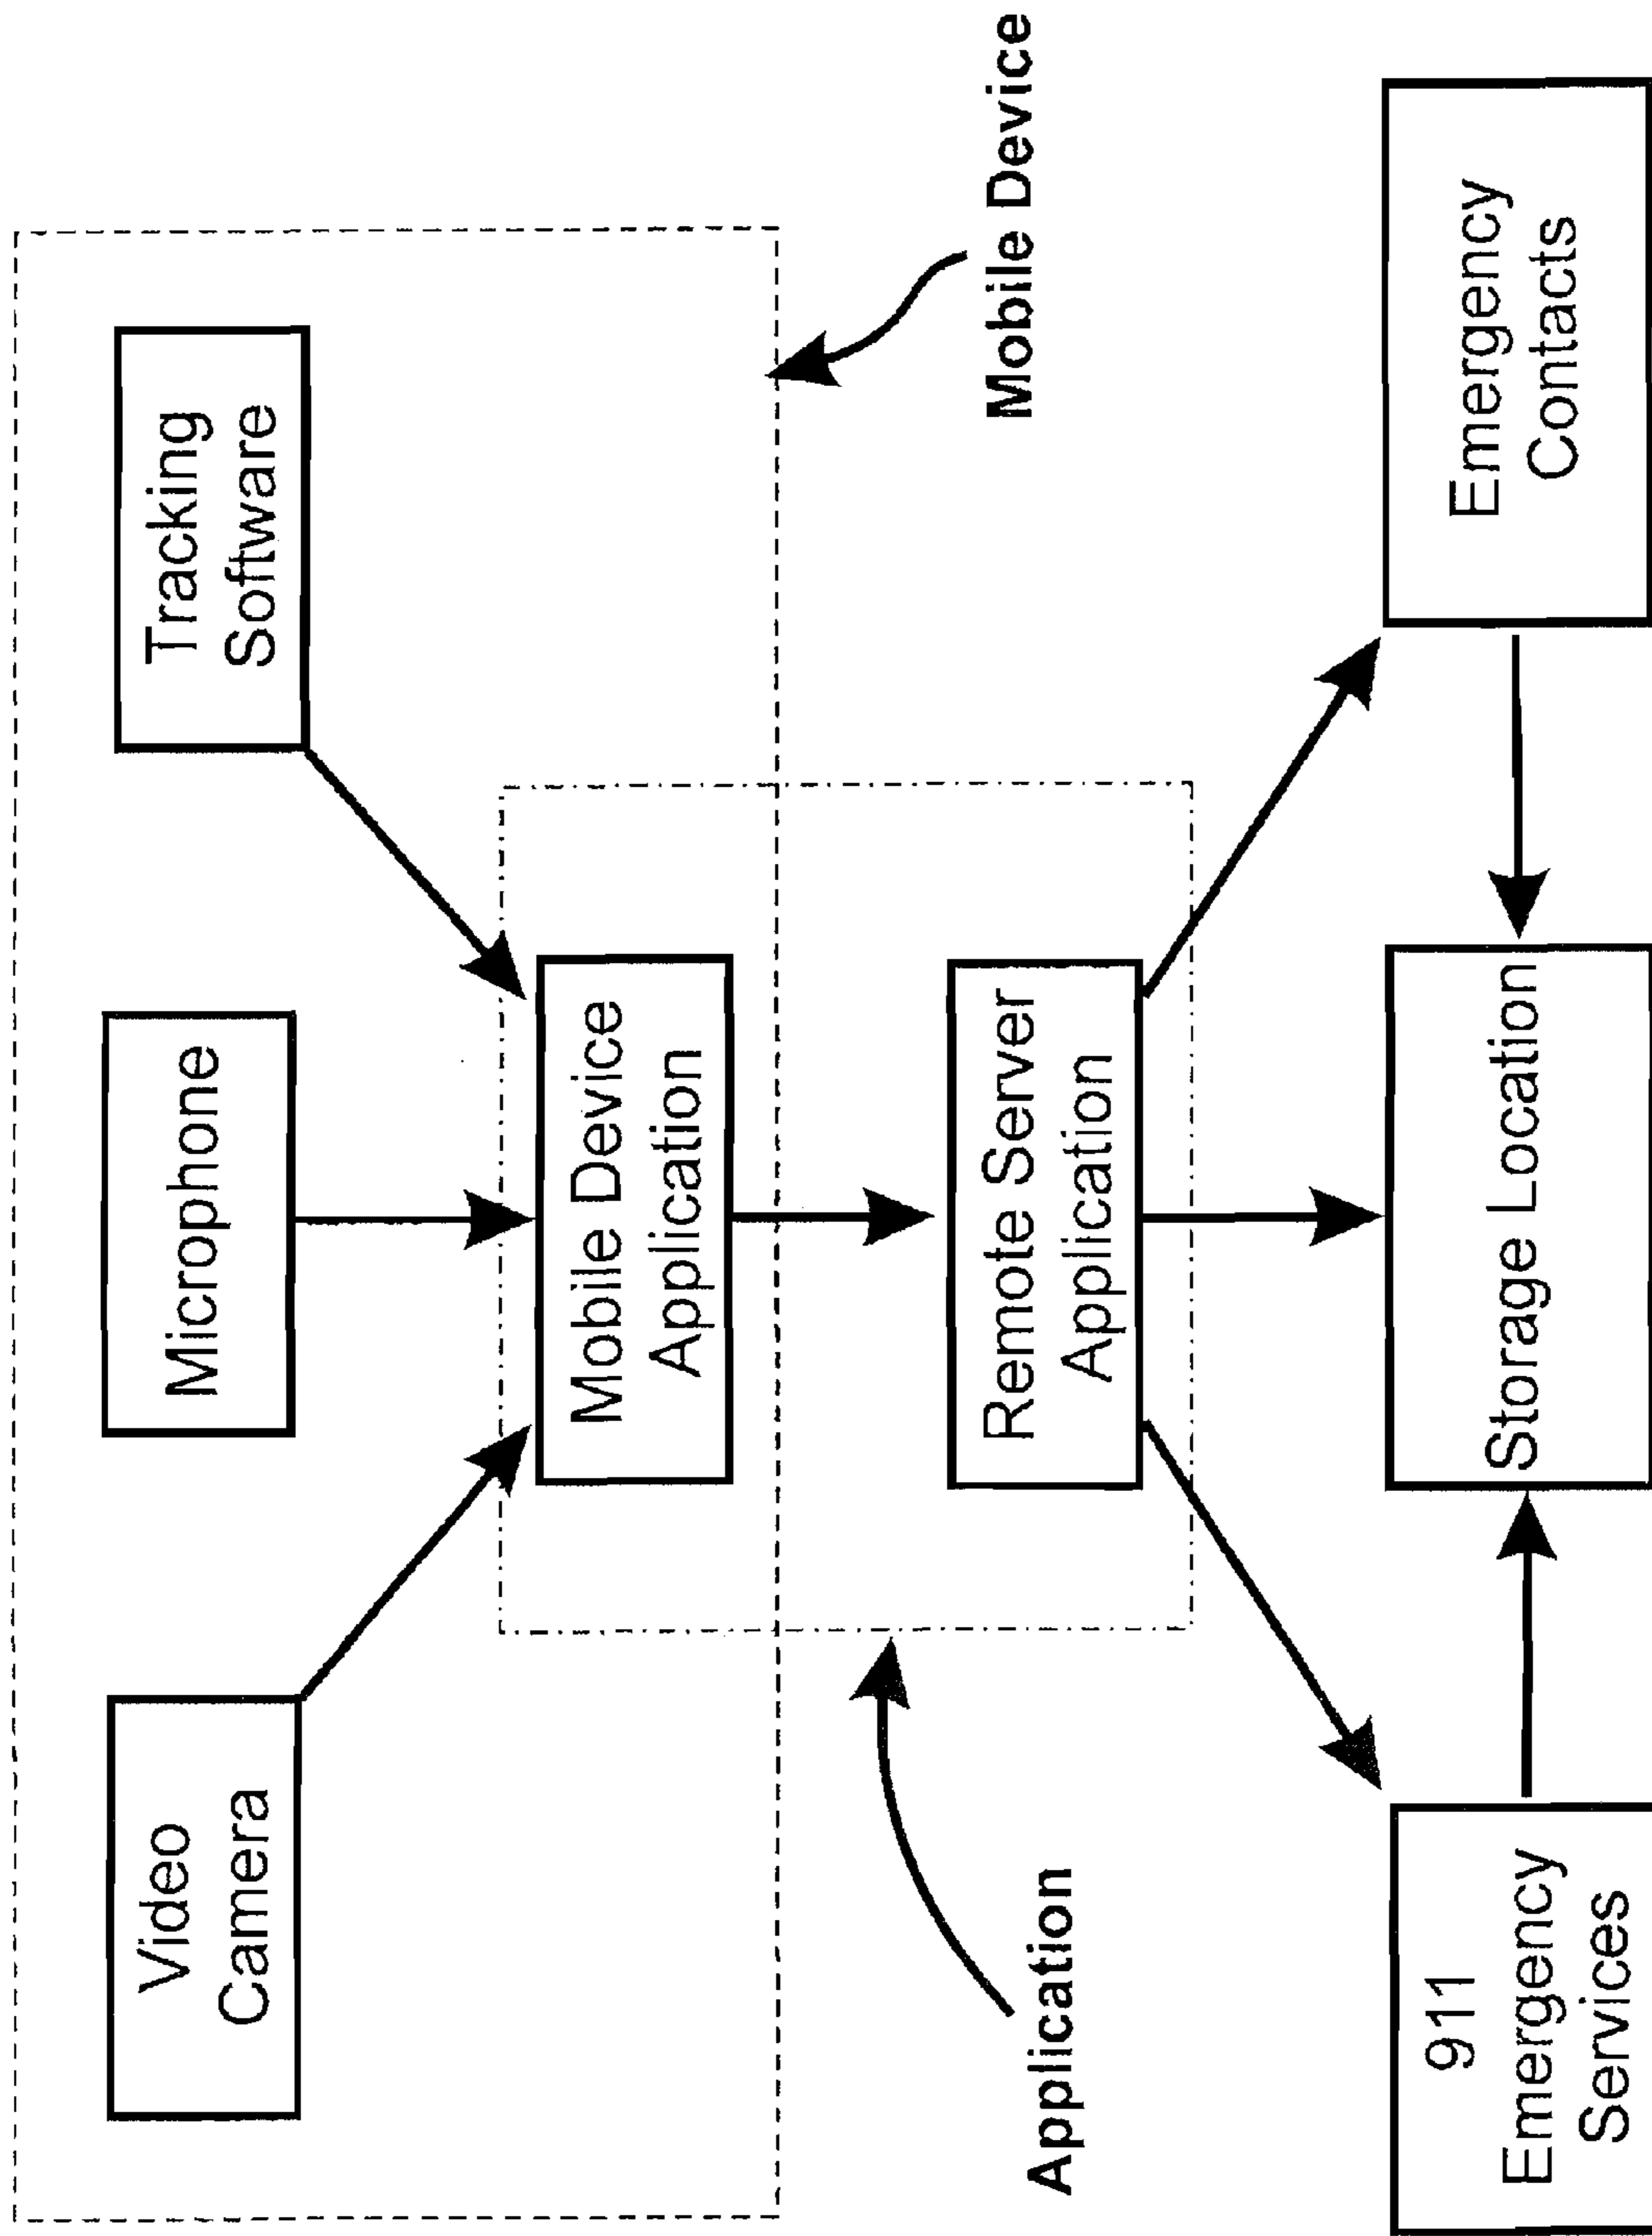 Video
Camera
Microphone
Tracking
Software
Mobile Device
Application
Mobile Device
Application
Remote Server
Application
911
Emergency
Services
Storage Location
Emergency
Contacts